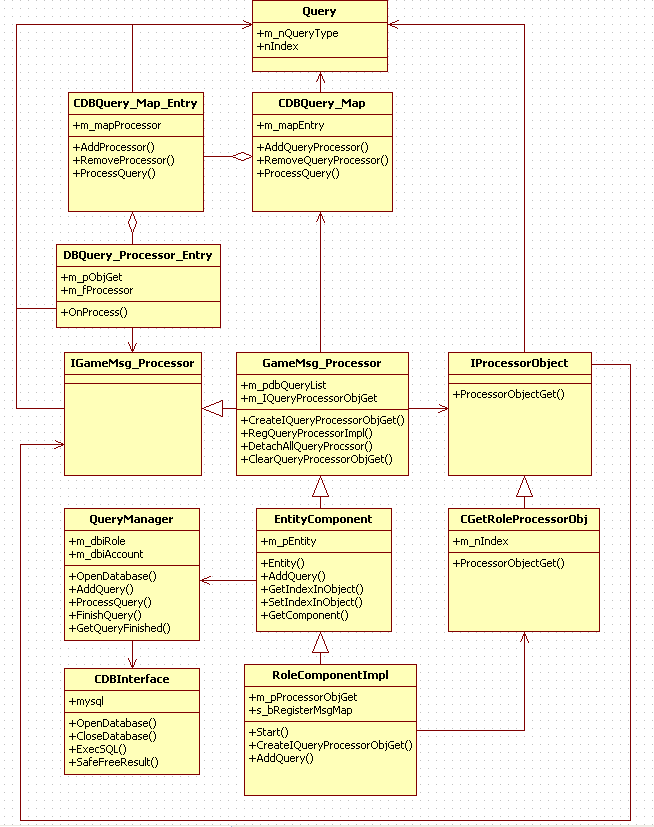 Query
+m_nQueryType
+nIndex
CDBQuery_Map_Entry
+m_mapProcessor
+AddProcessor()
+RemoveProcessor()
+ProcessQuery()
CDBQuery_Map
+m_mapEntry
+AddQueryProcessor()
+RemoveQueryProcessor()
+ProcessQuery()
DBQuery_Processor_Entry
+m_pObjGet
+m_fProcessor
+OnProcess()
IGameMsg_Processor
GameMsg_Processor
+m_pdbQueryList
+m_IQueryProcessorObjGet
+CreateIQueryProcessorObjGet()
+RegQueryProcessorImpl()
+DetachAllQueryProcssor()
+ClearQueryProcessorObjGet()
IProcessorObject
+ProcessorObjectGet()
QueryManager
+m_dbiRole
+m_dbiAccount
+OpenDatabase()
+AddQuery()
+ProcessQuery()
+FinishQuery()
+GetQueryFinished()
EntityComponent
+m_pEntity
+Entity()
+AddQuery()
+GetIndexInObject()
+SetIndexInObject()
+GetComponent()
CGetRoleProcessorObj
+m_nIndex
+ProcessorObjectGet()
CDBInterface
+mysql
+OpenDatabase()
+CloseDatabase()
+ExecSQL()
+SafeFreeResult()
RoleComponentImpl
+m_pProcessorObjGet
+s_bRegisterMsgMap
+Start()
+CreateIQueryProcessorObjGet()
+AddQuery()